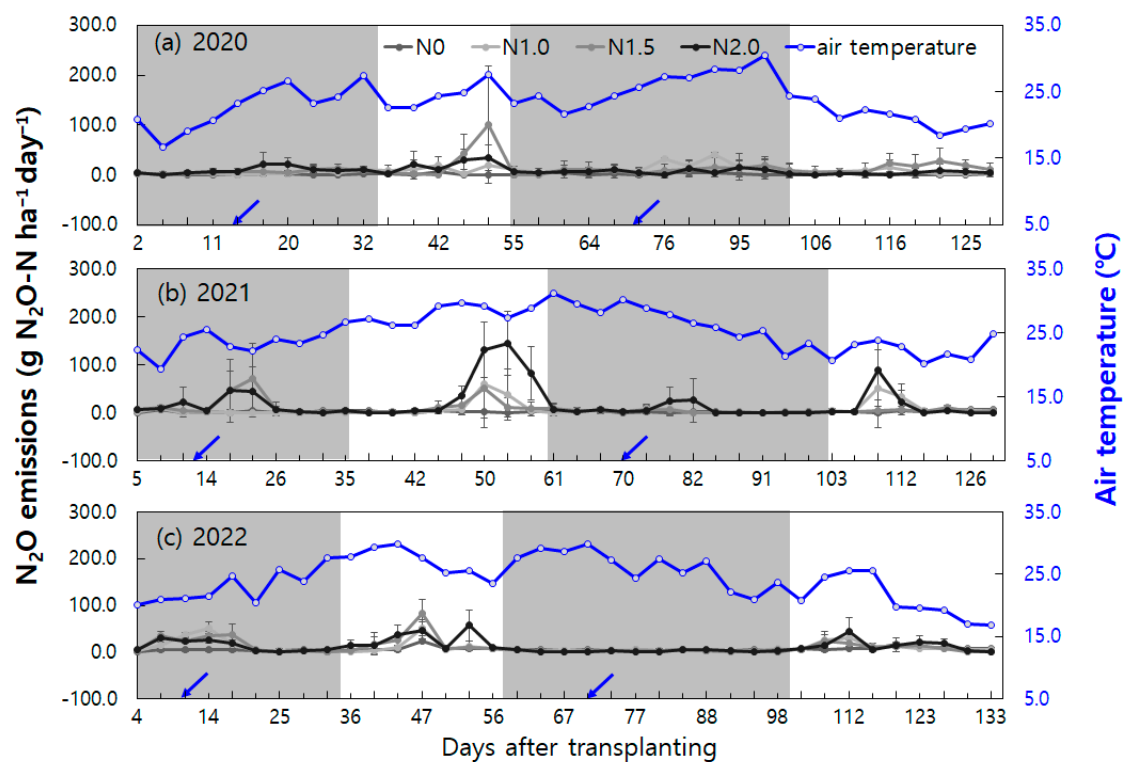 N₂O emissions (g N₂O-N ha⁻¹ day⁻¹)
Air temperature (℃)
(a) 2020
N0 N1.0 N1.5 N2.0 air temperature
300.0
200.0
100.0
0.0
-100.0
35.0
25.0
15.0
5.0
2 11 20 32 42 55 64 76 95 106 116 125
(b) 2021
300.0
200.0
100.0
0.0
-100.0
35.0
25.0
15.0
5.0
5 14 26 35 44 50 61 70 82 91 103 112 126
(c) 2022
300.0
200.0
100.0
0.0
-100.0
35.0
25.0
15.0
5.0
4 14 25 36 47 56 67 77 88 98 112 123 133
Days after transplanting